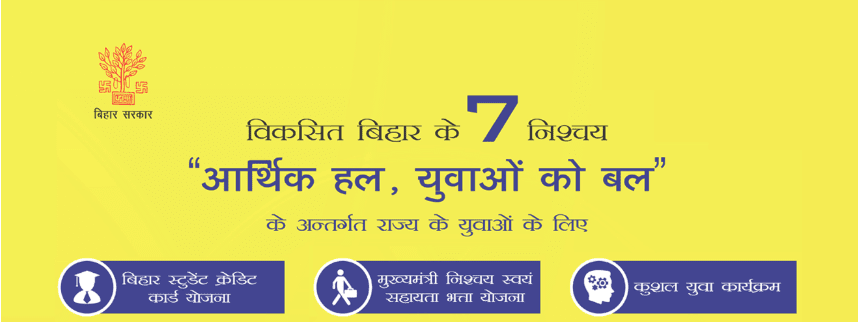 बिहार सरकार
विकसित बिहार के 7 निश्चय
“आर्थिक हल, युवाओं को बल”
के अन्तर्गत राज्य के युवाओं के लिए
बिहार स्टुडेंट क्रेडिट
कार्ड योजना
मुख्यमंत्री निश्चय स्वयं
सहायता भत्ता योजना
कुशल युवा कार्यक्रम